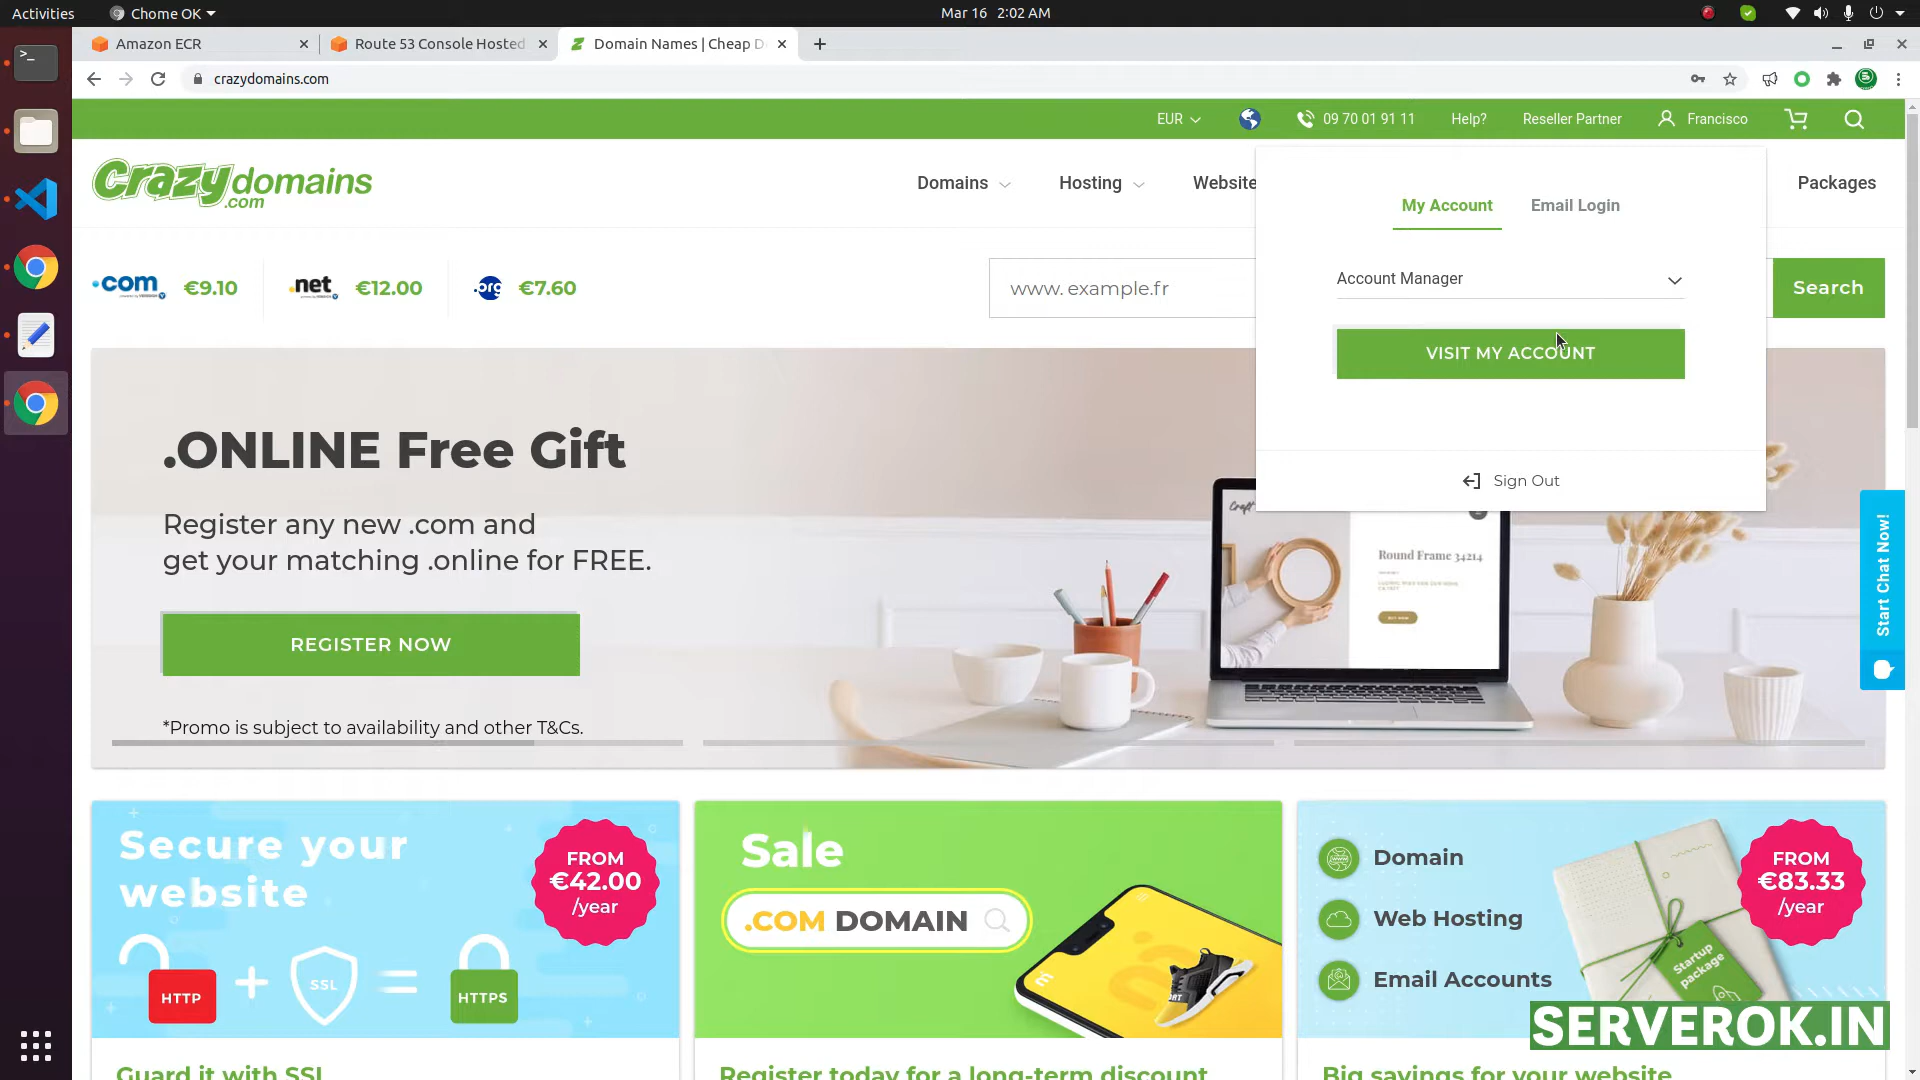 Activities
Chome OK
Mar 16 2:02 AM
Amazon ECR
Route 53 Console Hosted
Domain Names | Cheap D
crazydomains.com
EUR
09 70 01 91 11
Help?
Reseller Partner
Francisco
Crazydomains
.com
Domains
Hosting
Website
Packages
My Account
Email Login
.com €9.10
.net €12.00
.org €7.60
www. example.fr
Search
Account Manager
VISIT MY ACCOUNT
Sign Out
.ONLINE Free Gift
Register any new .com and
get your matching .online for FREE.
REGISTER NOW
*Promo is subject to availability and other T&Cs.
Round Frame 34214
Start Chat Now!
Secure your
website
FROM
€42.00
/year
HTTP
SSL
HTTPS
Sale
.COM DOMAIN
Domain
Web Hosting
Email Accounts
FROM
€83.33
/year
Startup
package
SERVEROK.IN
Guard it with SSL
Register today for a long-term discount
Big savings for your website